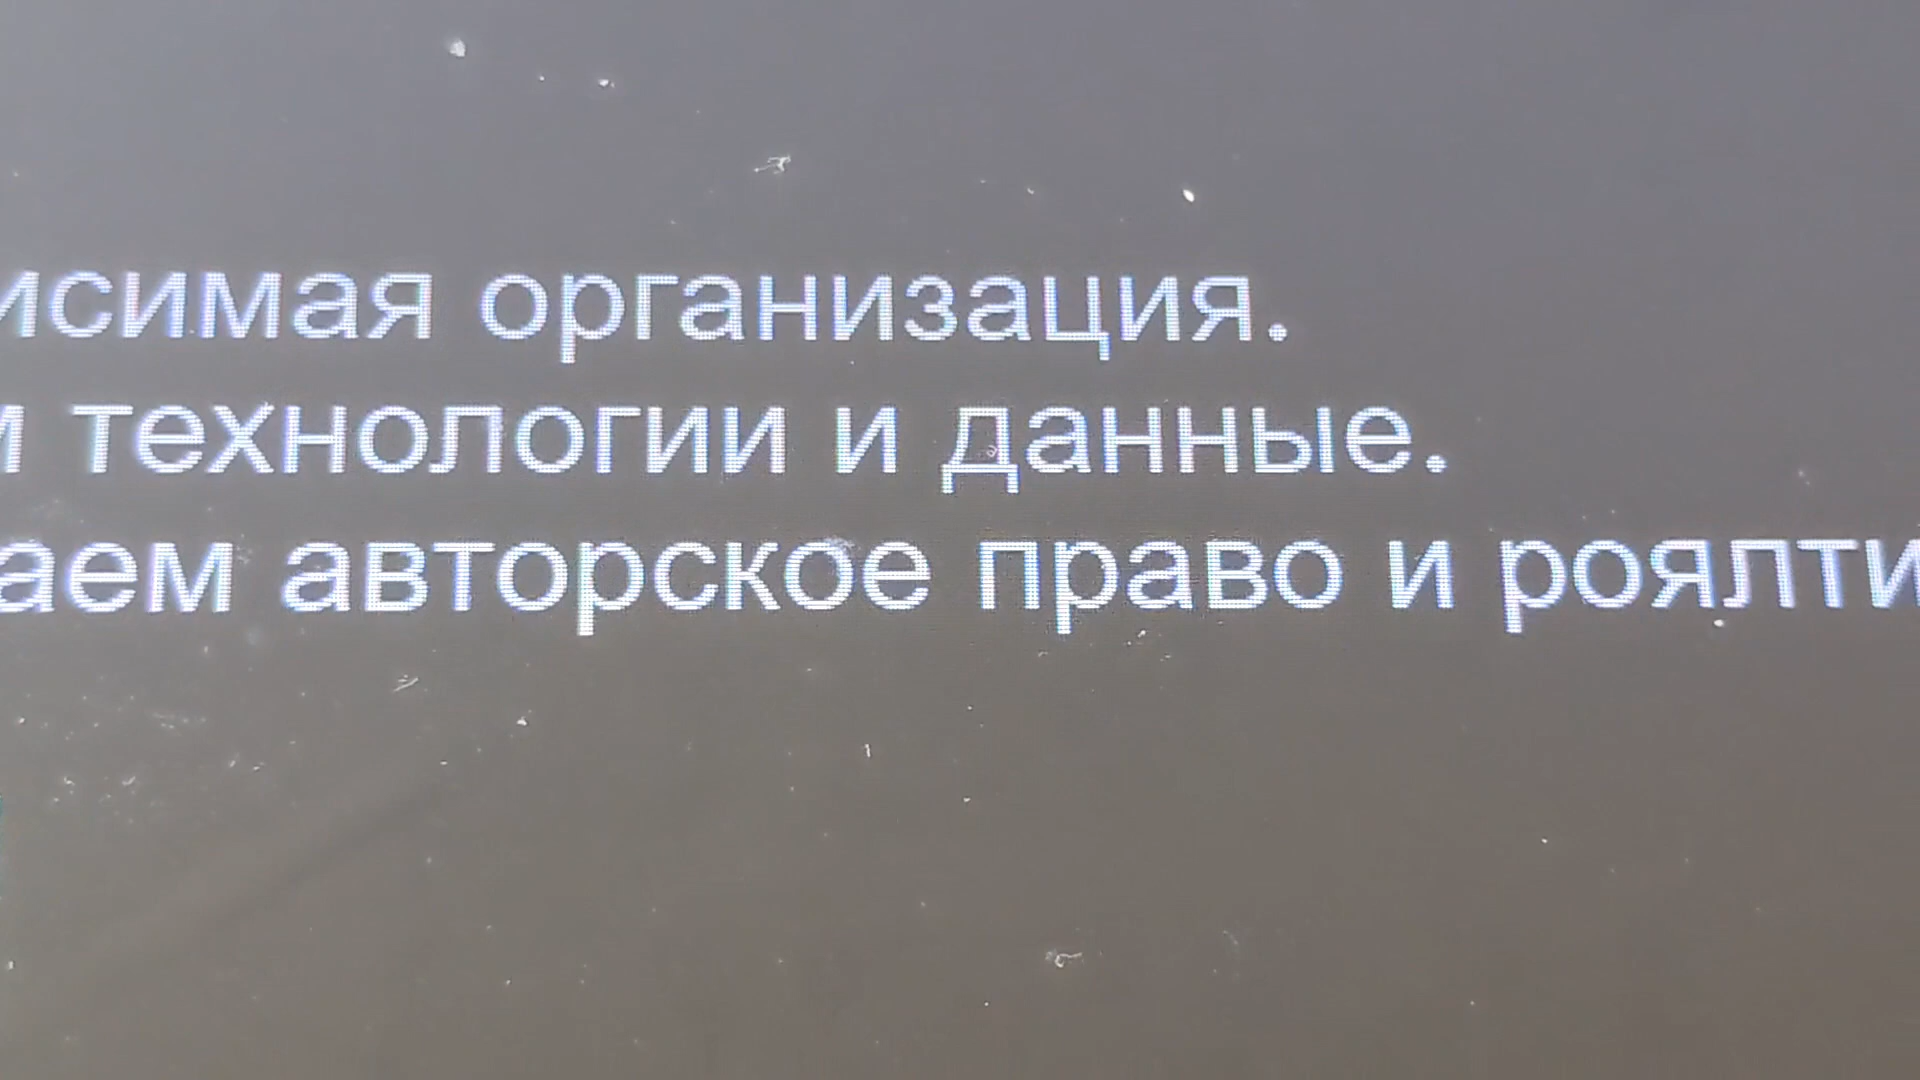 исимая организация.
и технологии и данные.
аем авторское право и роялти